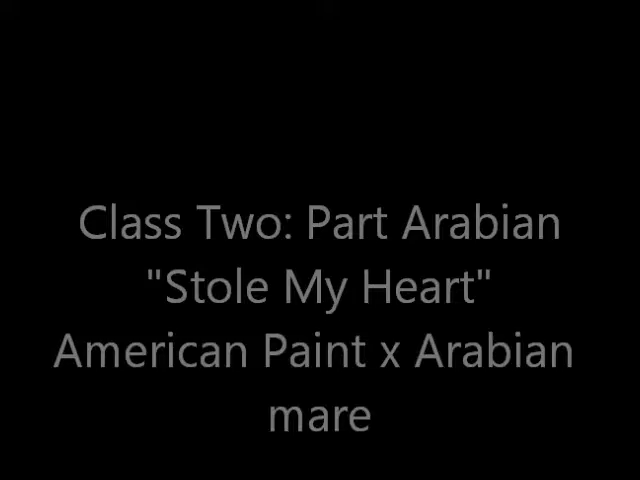 Class Two: Part Arabian
"Stole My Heart"
American Paint x Arabian
mare